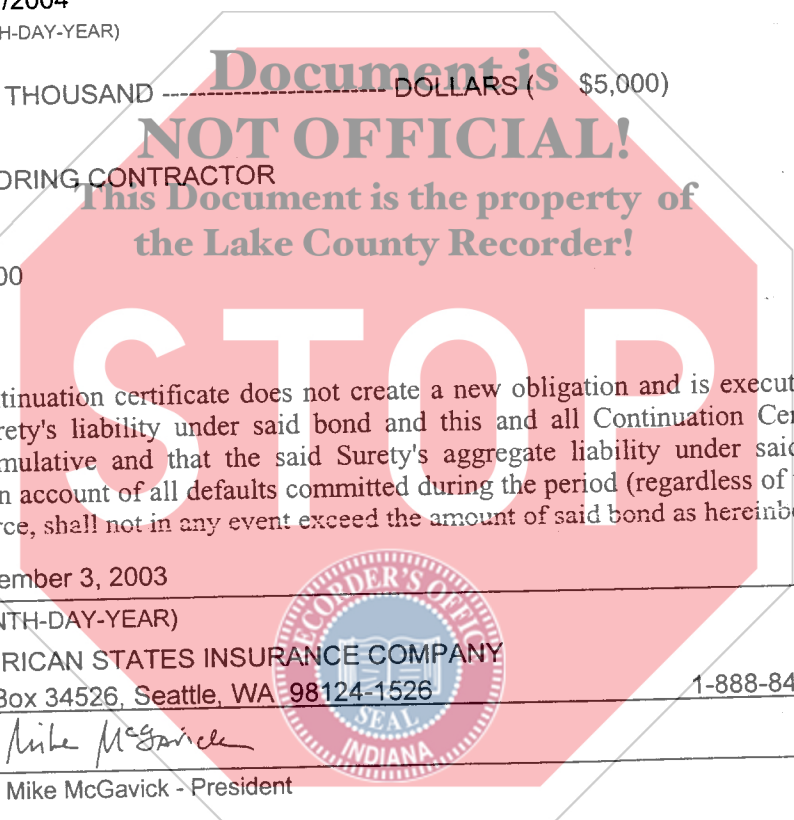 /2004
H-DAY-YEAR)
Document is
THOUSAND ------------------------- DOLLARS ( $5,000)
NOT OFFICIAL!
ORING CONTRACTOR
This Document is the property of
the Lake County Recorder!
00
STOP
tinuation certificate does not create a new obligation and is execut
rety's liability under said bond and this and all Continuation Cer
mulative and that the said Surety's aggregate liability under said
n account of all defaults committed during the period (regardless of
rce, shall not in any event exceed the amount of said bond as hereinb
ember 3, 2003
NTH-DAY-YEAR)
RECORDER'S OFFICE
RICAN STATES INSURANCE COMPANY
Box 34526, Seattle, WA 98124-1526 1-888-84
SEAL
INDIANA
Mike McGavick
Mike McGavick - President